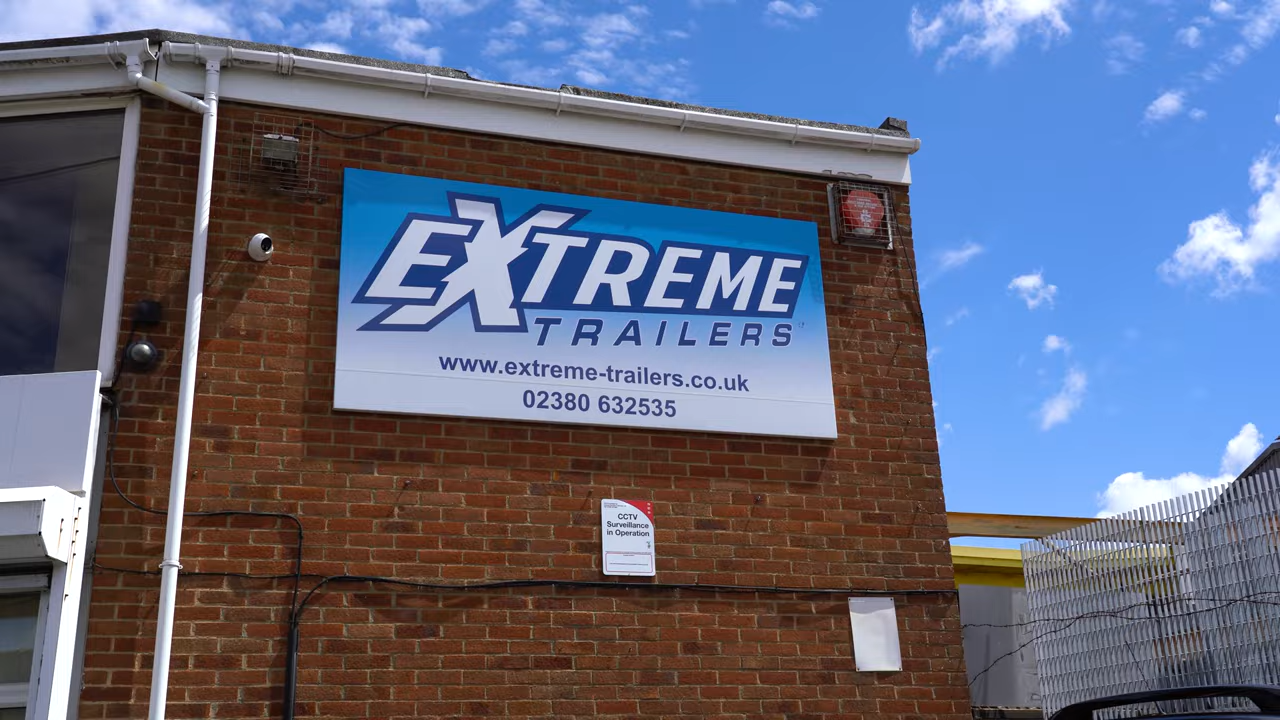 EXTREME
TRAILERS
www.extreme-trailers.co.uk
02380 632535
CCTV
Surveillance
in Operation